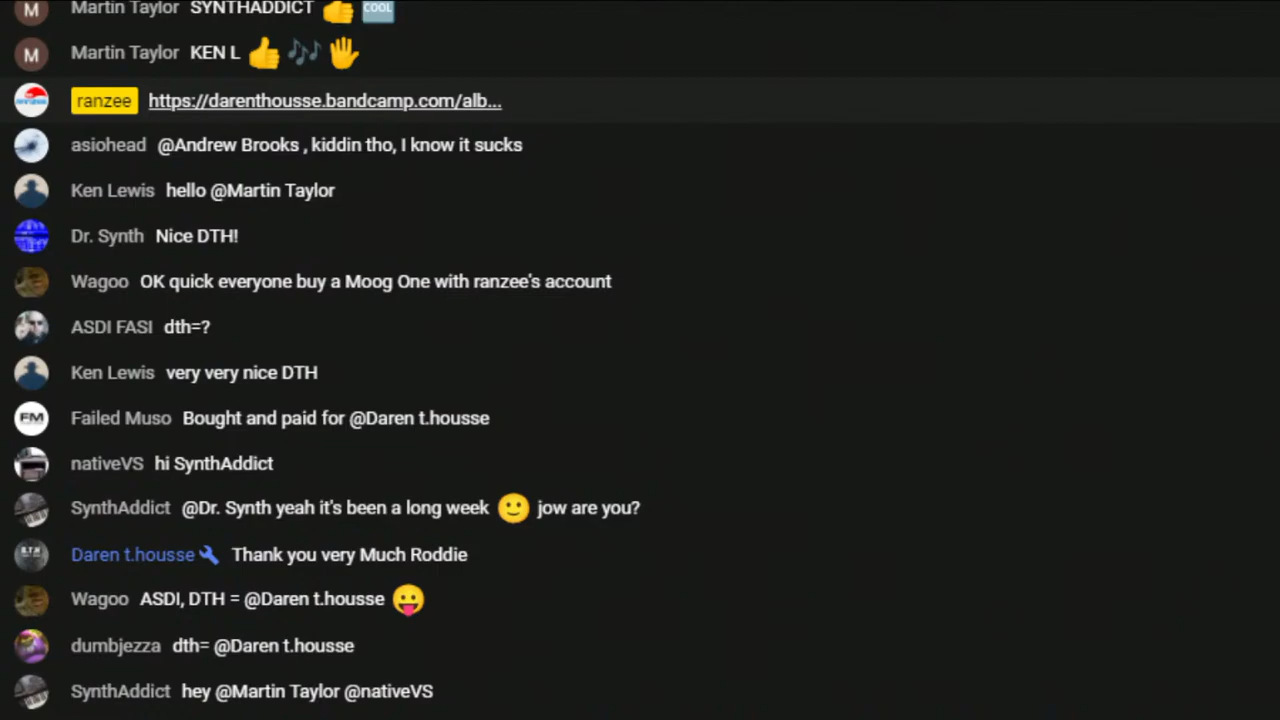 Martin Taylor SYNTHADDICT 👍 🆒
M Martin Taylor KEN L 👍 🎶 🖐
ranzee https://darenthousse.bandcamp.com/alb...
asiohead @Andrew Brooks , kiddin tho, I know it sucks
Ken Lewis hello @Martin Taylor
Dr. Synth Nice DTH!
Wagoo OK quick everyone buy a Moog One with ranzee's account
ASDI FASI dth=?
Ken Lewis very very nice DTH
FM Failed Muso Bought and paid for @Daren t.housse
nativeVS hi SynthAddict
SynthAddict @Dr. Synth yeah it's been a long week 🙂 jow are you?
Daren t.housse Thank you very Much Roddie
Wagoo ASDI, DTH = @Daren t.housse 😛
dumbjezza dth= @Daren t.housse
SynthAddict hey @Martin Taylor @nativeVS